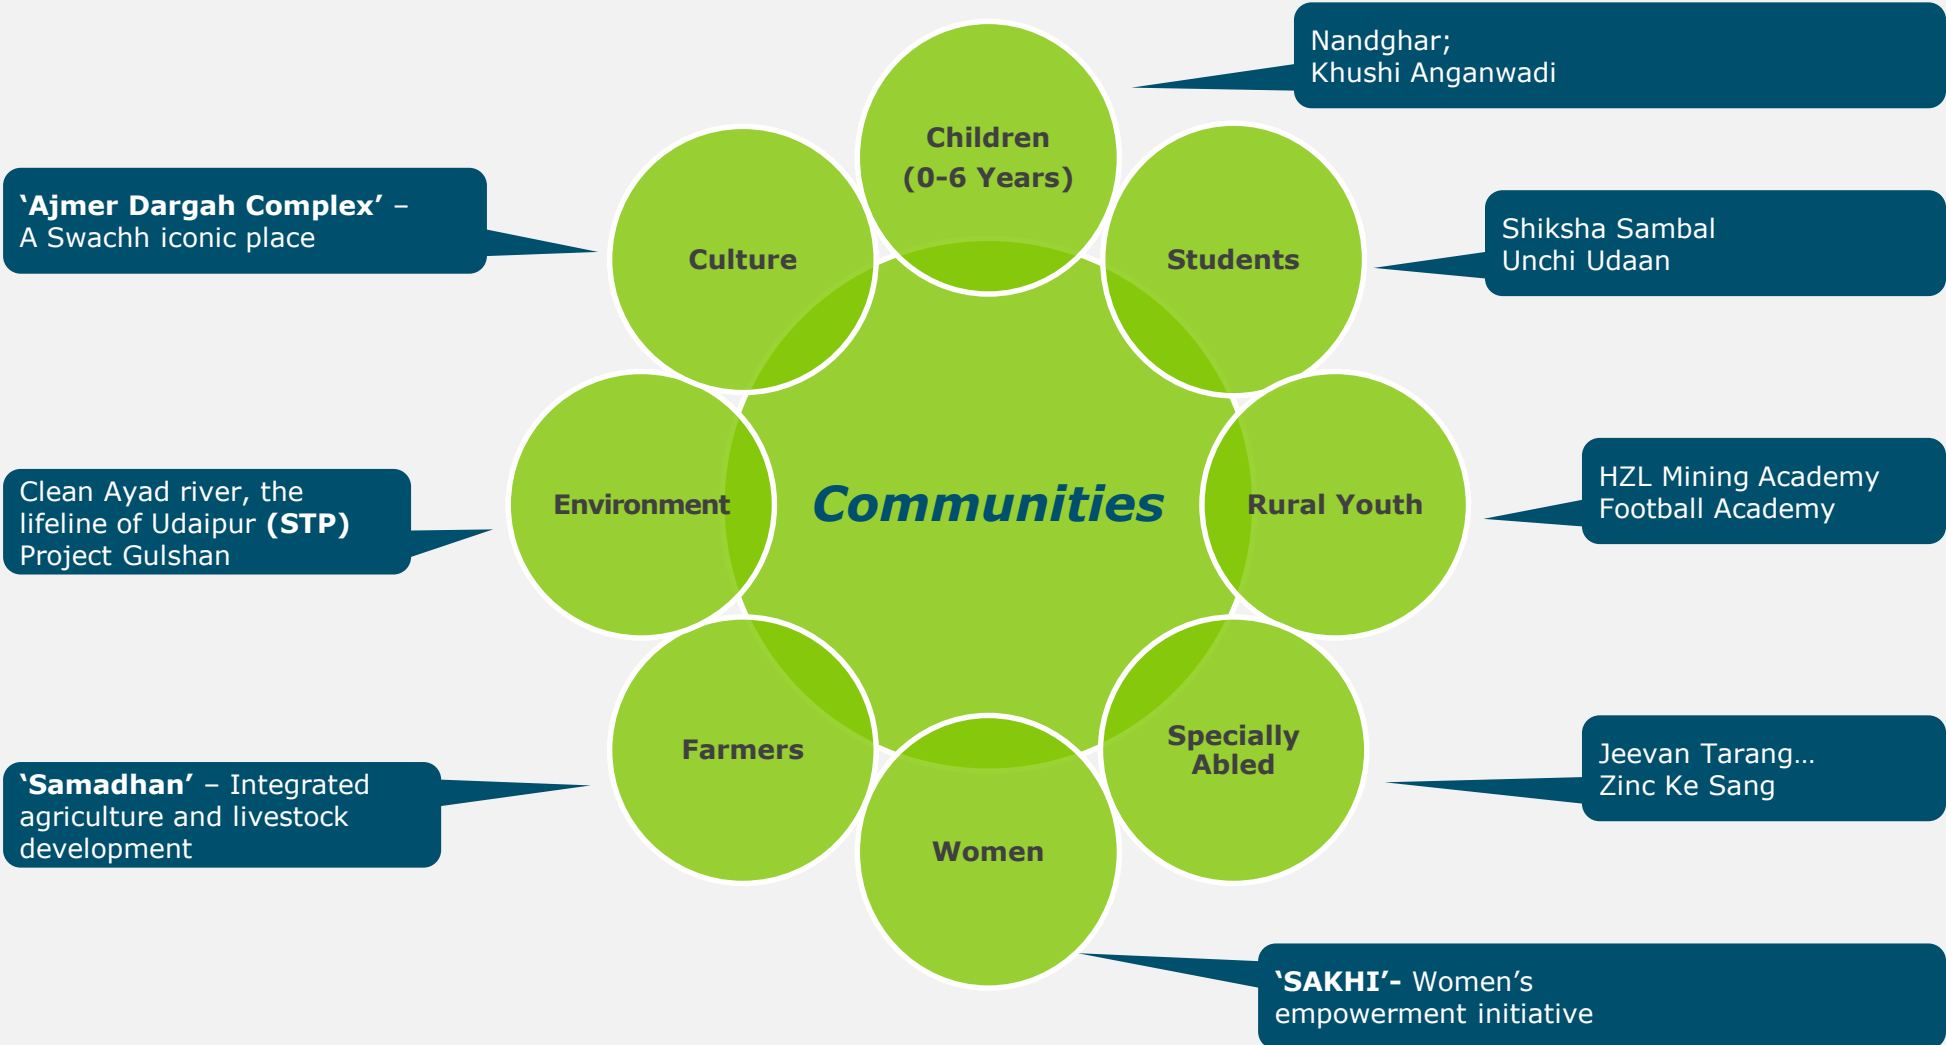 Nandghar;
Khushi Anganwadi
Children
(0-6 Years)
‘Ajmer Dargah Complex’ –
A Swachh iconic place
Culture
Students
Shiksha Sambal
Unchi Udaan
Clean Ayad river, the
lifeline of Udaipur (STP)
Project Gulshan
Environment
Communities
Rural Youth
HZL Mining Academy
Football Academy
‘Samadhan’ – Integrated
agriculture and livestock
development
Farmers
Specially
Abled
Jeevan Tarang…
Zinc Ke Sang
Women
‘SAKHI’- Women’s
empowerment initiative